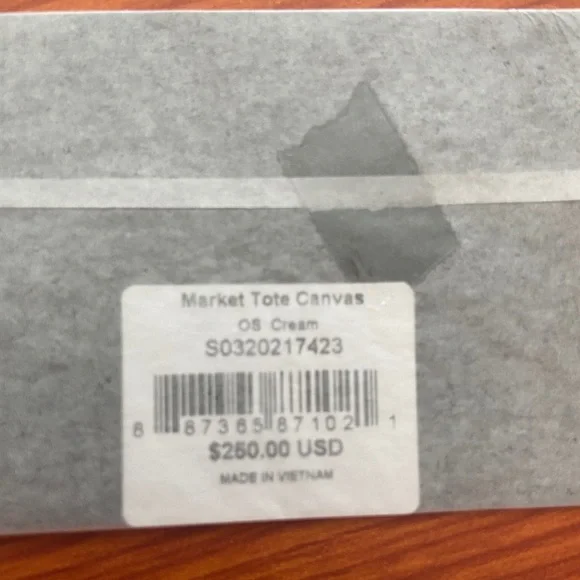 Market Tote Canvas
OS Cream
S0320217423
8 87365 87102 1
$250.00 USD
MADE IN VIETNAM